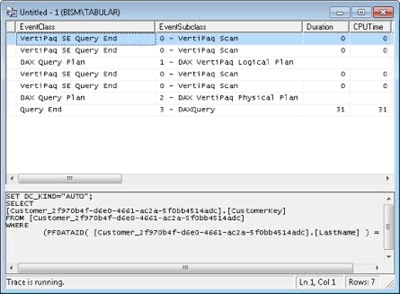 Untitled - 1 (BISM\TABULAR)
EventClass EventSubclass Duration CPUTime
VertiPaq SE Query End 0 - VertiPaq Scan 0 0
VertiPaq SE Query End 0 - VertiPaq Scan 0 0
DAX Query Plan 1 - DAX VertiPaq Logical Plan
VertiPaq SE Query End 0 - VertiPaq Scan 0 0
VertiPaq SE Query End 0 - VertiPaq Scan 0 0
DAX Query Plan 2 - DAX VertiPaq Physical Plan
Query End 3 - DAXQuery 31 31
SET DC_KIND="AUTO";
SELECT
[Customer_2f970b4f-d6e0-4661-ac2a-5f0bb4514adc].[CustomerKey]
FROM [Customer_2f970b4f-d6e0-4661-ac2a-5f0bb4514adc]
WHERE
(PFDATAID( [Customer_2f970b4f-d6e0-4661-ac2a-5f0bb4514adc].[LastName] ) =
Trace is running. Ln 1, Col 1 Rows: 7